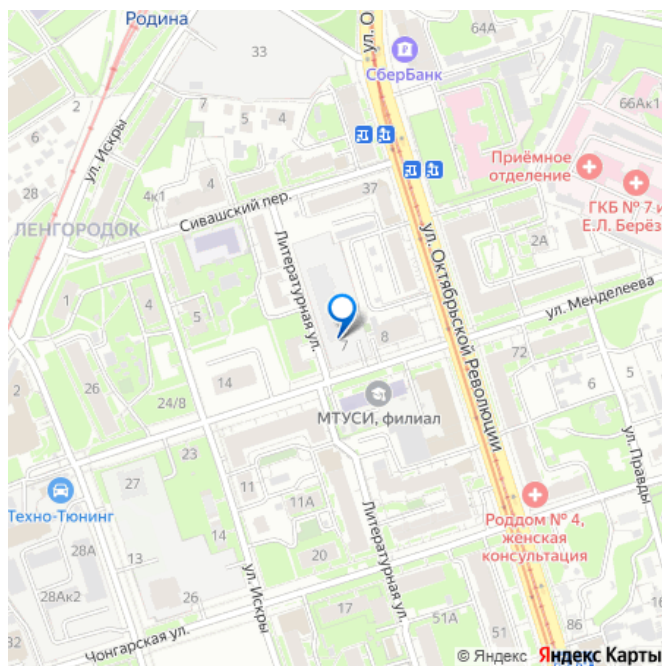 Родина
ул. О
64А
СберБанк
33
66Ак1
2
7
5
4
ул. Искры
6
28
4к1
4
37
Приёмное
отделение
ГКБ № 7 и
Е.Л. Берёз
Сивашский пер.
ЛЕНГОРОДОК
2А
Литературная ул.
ул. Октябрьской Революции
ул. Менделеева
1
4
5
7
8
72
26
14
6
5
2
24/8
МТУСИ, филиал
ул. Правды
23
27
11
11А
Техно-Тюнинг
Роддом № 4,
женская
консультация
28А
13
14
20
Литературная ул.
28Ак2
26
ул. Искры
17
51А
51
86
16
32
Чонгарская ул.
© Яндекс Яндекс Карты